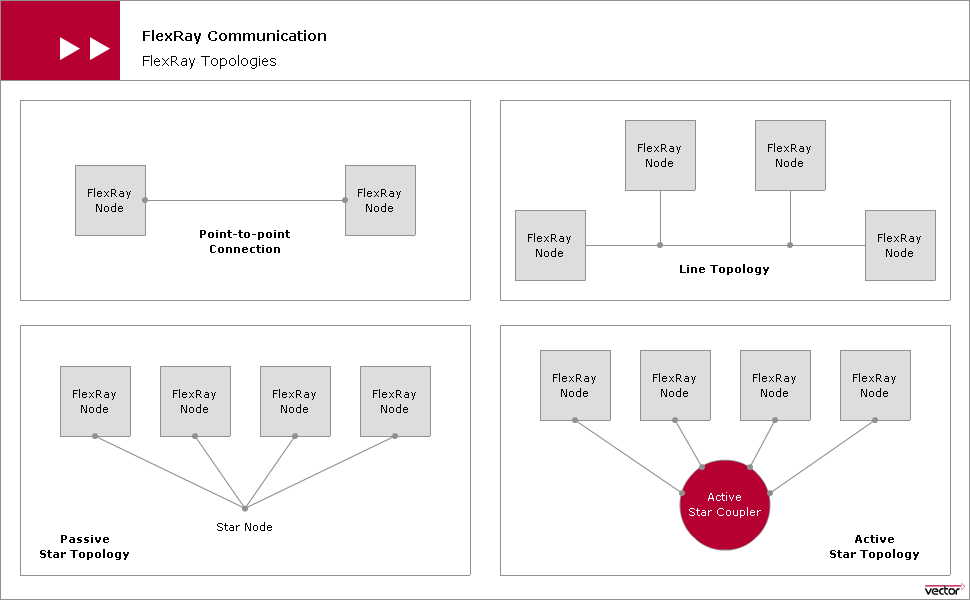 FlexRay Communication
FlexRay Topologies
FlexRay
Node
FlexRay
Node
Point-to-point
Connection
FlexRay
Node
FlexRay
Node
FlexRay
Node
FlexRay
Node
Line Topology
FlexRay
Node
FlexRay
Node
FlexRay
Node
FlexRay
Node
Star Node
Passive
Star Topology
FlexRay
Node
FlexRay
Node
FlexRay
Node
FlexRay
Node
Active
Star Coupler
Active
Star Topology
vector